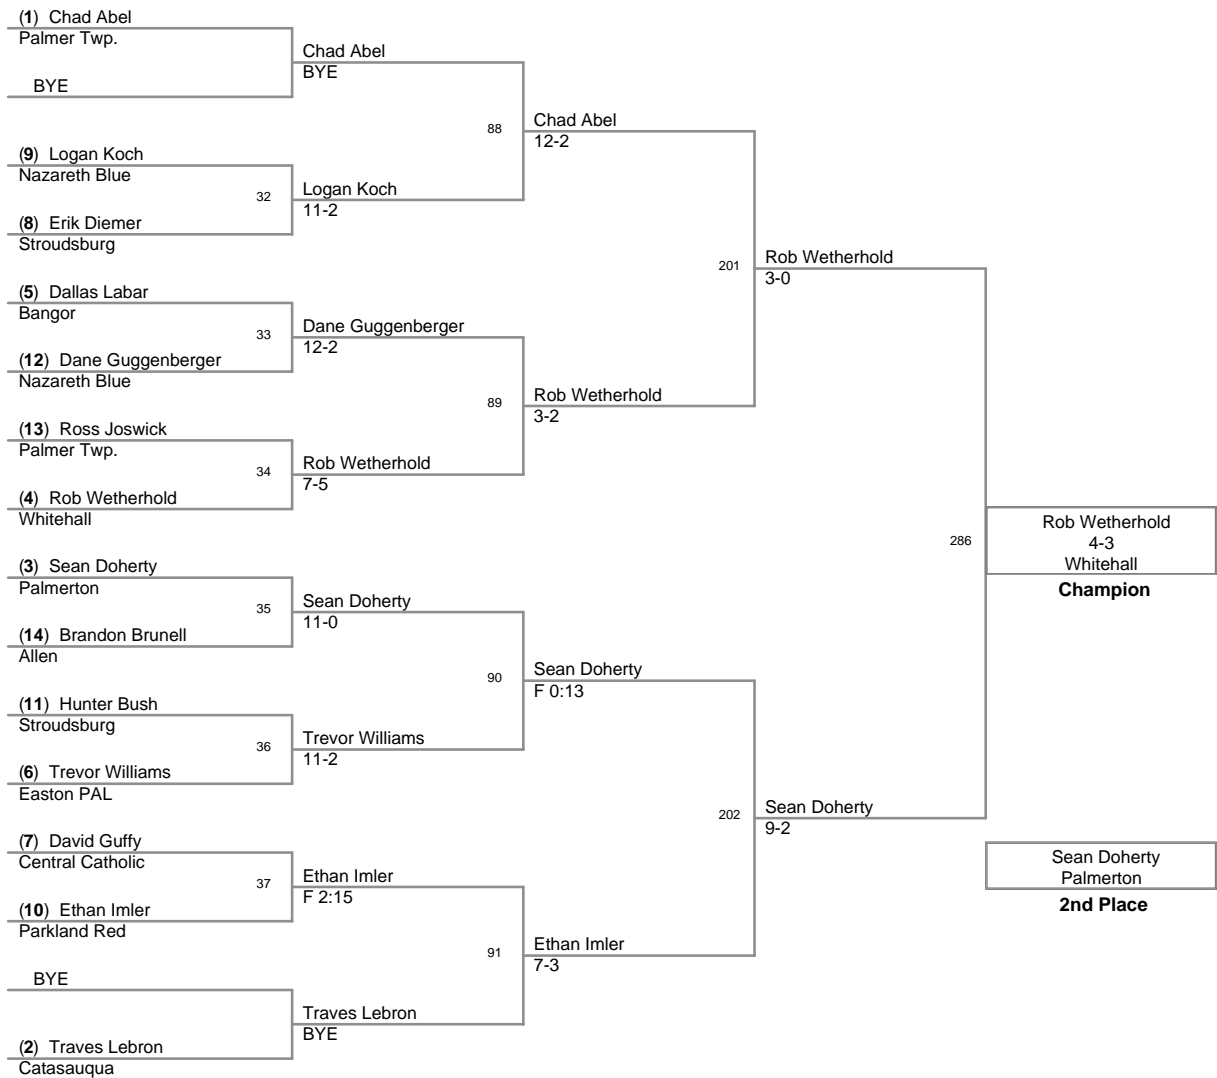 (1) Chad Abel
Palmer Twp.
BYE
(9) Logan Koch
Nazareth Blue
32
(8) Erik Diemer
Stroudsburg
(5) Dallas Labar
Bangor
33
(12) Dane Guggenberger
Nazareth Blue
(13) Ross Joswick
Palmer Twp.
34
(4) Rob Wetherhold
Whitehall
(3) Sean Doherty
Palmerton
35
(14) Brandon Brunell
Allen
(11) Hunter Bush
Stroudsburg
36
(6) Trevor Williams
Easton PAL
(7) David Guffy
Central Catholic
37
(10) Ethan Imler
Parkland Red
BYE
(2) Traves Lebron
Catasauqua
Chad Abel
BYE
88
Logan Koch
11-2
Dane Guggenberger
12-2
89
Rob Wetherhold
7-5
Sean Doherty
11-0
90
Trevor Williams
11-2
Ethan Imler
F 2:15
91
Traves Lebron
BYE
Chad Abel
12-2
201
Rob Wetherhold
3-2
Sean Doherty
F 0:13
202
Ethan Imler
7-3
Rob Wetherhold
3-0
286
Sean Doherty
9-2
Rob Wetherhold
4-3
Whitehall
Champion
Sean Doherty
Palmerton
2nd Place